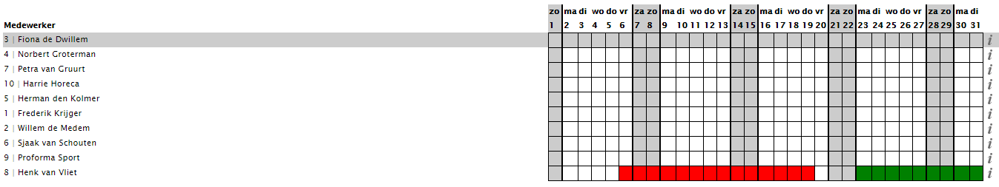 zo ma di wo do vr za zo ma di wo do vr za zo ma di wo do vr za zo ma di wo do vr za zo ma di
Medewerker 1 2 3 4 5 6 7 8 9 10 11 12 13 14 15 16 17 18 19 20 21 22 23 24 25 26 27 28 29 30 31
3 | Fiona de Dwillem i
4 | Norbert Groterman i
7 | Petra van Gruurt i
10 | Harrie Horeca i
5 | Herman den Kolmer i
1 | Frederik Krijger i
2 | Willem de Medem i
6 | Sjaak van Schouten i
9 | Proforma Sport i
8 | Henk van Vliet i